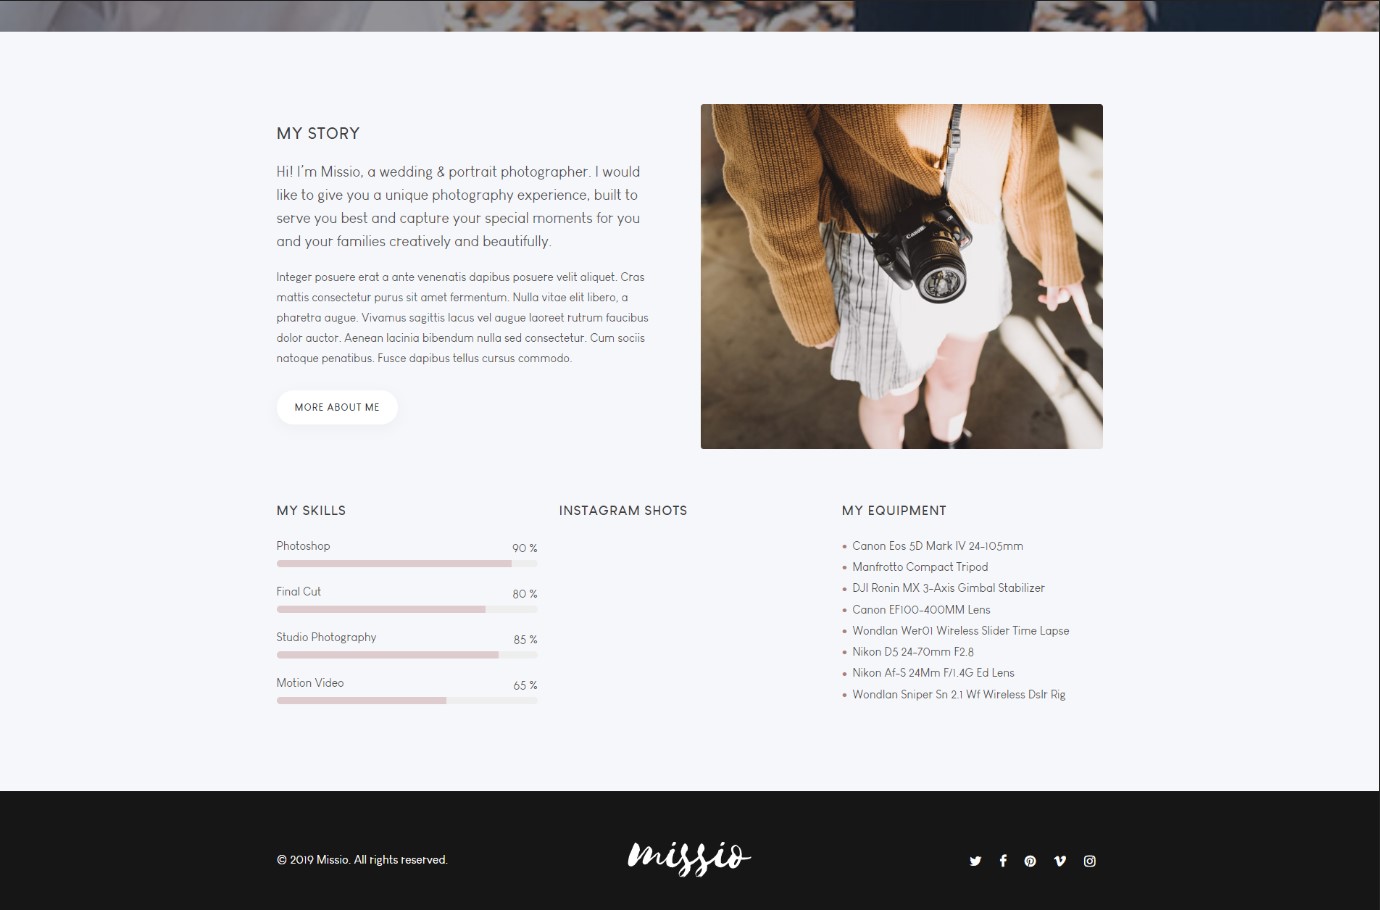 MY STORY
Hi! I'm Missio, a wedding & portrait photographer. I would
like to give you a unique photography experience, built to
serve you best and capture your special moments for you
and your families creatively and beautifully.
Integer posuere erat a ante venenatis dapibus posuere velit aliquet. Cras
mattis consectetur purus sit amet fermentum. Nulla vitae elit libero, a
pharetra augue. Vivamus sagittis lacus vel augue laoreet rutrum faucibus
dolor auctor. Aenean lacinia bibendum nulla sed consectetur. Cum sociis
natoque penatibus. Fusce dapibus tellus cursus commodo.
MORE ABOUT ME
Canon
MY SKILLS
Photoshop 90 %
Final Cut 80 %
Studio Photography 85 %
Motion Video 65 %
INSTAGRAM SHOTS
MY EQUIPMENT
• Canon Eos 5D Mark IV 24-105mm
• Manfrotto Compact Tripod
• DJI Ronin MX 3-Axis Gimbal Stabilizer
• Canon EF100-400MM Lens
• Wondlan Wer01 Wireless Slider Time Lapse
• Nikon D5 24-70mm F2.8
• Nikon Af-S 24Mm F/1.4G Ed Lens
• Wondlan Sniper Sn 2.1 Wf Wireless Dslr Rig
© 2019 Missio. All rights reserved.
missio